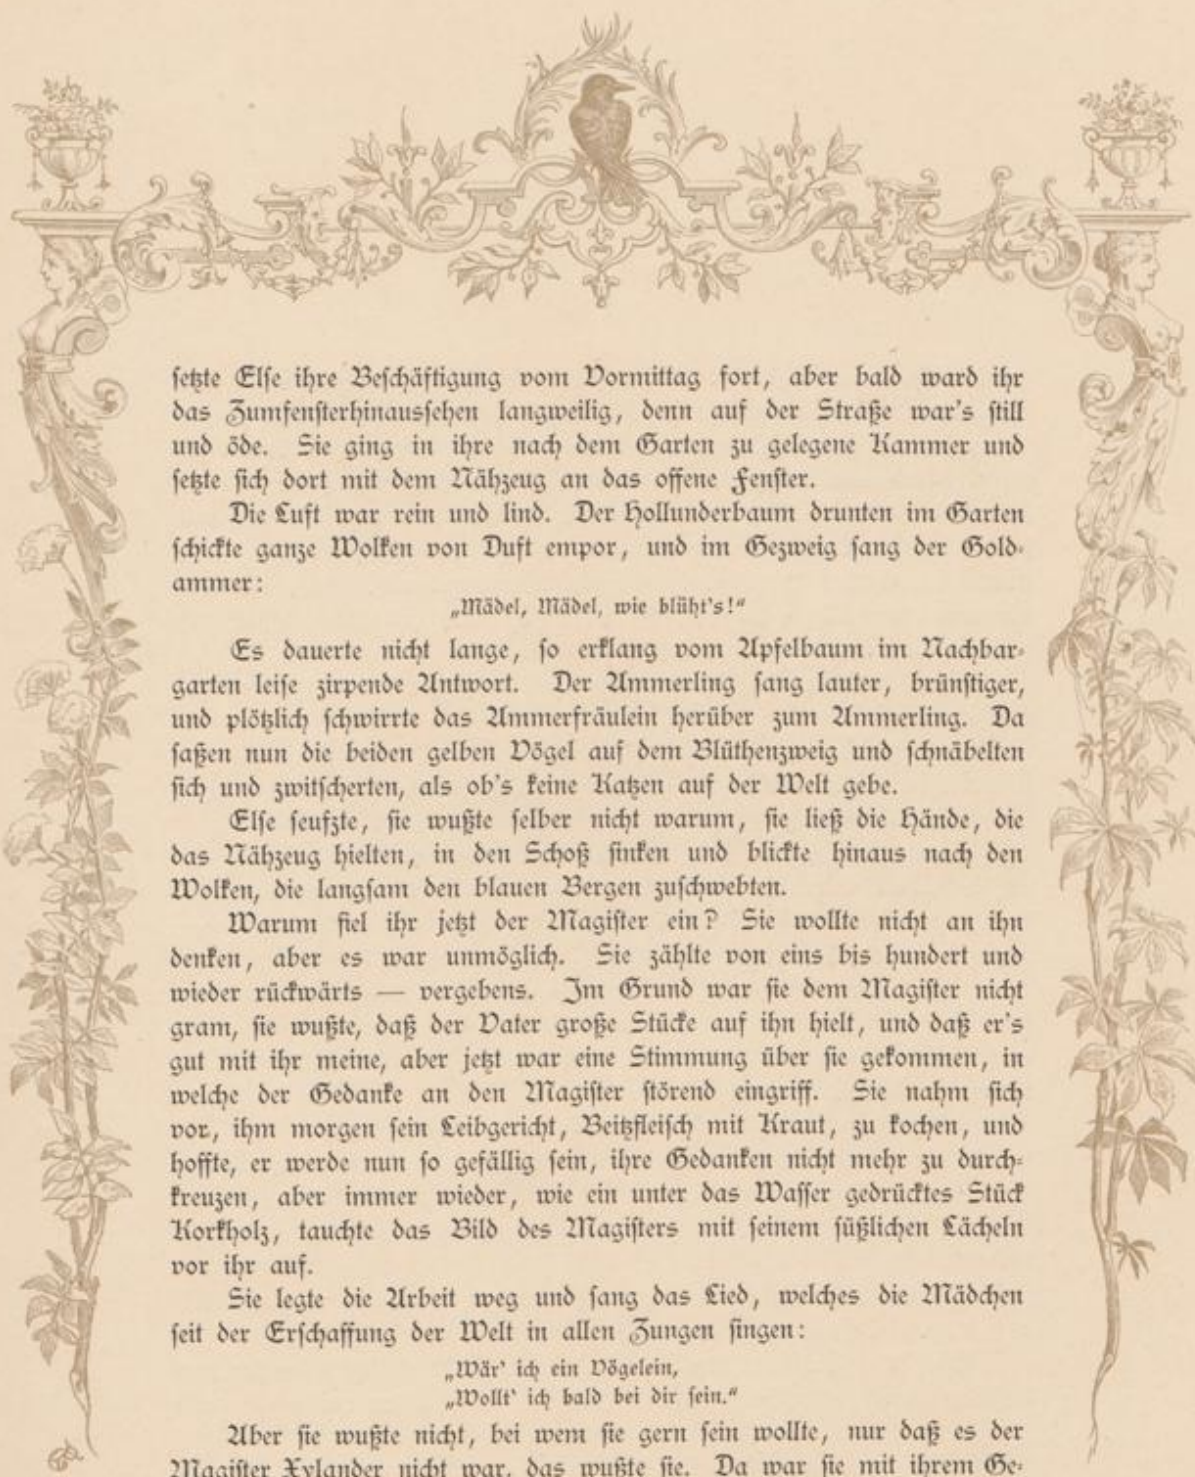 setzte Else ihre Beschäftigung vom Vormittag fort, aber bald ward ihr
das Zumfensterhinaussehen langweilig, denn auf der Straße war's still
und öde. Sie ging in ihre nach dem Garten zu gelegene Kammer und
setzte sich dort mit dem Nähzeug an das offene Fenster.
Die Luft war rein und lind. Der Hollunderbaum drunten im Garten
schickte ganze Wolken von Duft empor, und im Gezweig sang der Gold-
ammer:
„Mädel, Mädel, wie blüht's!“
Es dauerte nicht lange, so erklang vom Apfelbaum im Nachbar-
garten leise zirpende Antwort. Der Ammerling sang lauter, brünstiger,
und plötzlich schwirrte das Ammerfräulein herüber zum Ammerling. Da
saßen nun die beiden gelben Vögel auf dem Blüthenzweig und schnäbelten
sich und zwitscherten, als ob's keine Katzen auf der Welt gebe.
Else seufzte, sie wußte selber nicht warum, sie ließ die Hände, die
das Nähzeug hielten, in den Schoß sinken und blickte hinaus nach den
Wolken, die langsam den blauen Bergen zuschwebten.
Warum fiel ihr jetzt der Magister ein? Sie wollte nicht an ihn
denken, aber es war unmöglich. Sie zählte von eins bis hundert und
wieder rückwärts — vergebens. Im Grund war sie dem Magister nicht
gram, sie wußte, daß der Vater große Stücke auf ihn hielt, und daß er's
gut mit ihr meine, aber jetzt war eine Stimmung über sie gekommen, in
welche der Gedanke an den Magister störend eingriff. Sie nahm sich
vor, ihm morgen sein Leibgericht, Beitzfleisch mit Kraut, zu kochen, und
hoffte, er werde nun so gefällig sein, ihre Gedanken nicht mehr zu durch-
kreuzen, aber immer wieder, wie ein unter das Wasser gedrücktes Stück
Korkholz, tauchte das Bild des Magisters mit seinem süßlichen Lächeln
vor ihr auf.
Sie legte die Arbeit weg und sang das Lied, welches die Mädchen
seit der Erschaffung der Welt in allen Zungen singen:
„Wär' ich ein Vögelein,
„Wollt' ich bald bei dir sein.“
Aber sie wußte nicht, bei wem sie gern sein wollte, nur daß es der
Magister Xylander nicht war, das wußte sie. Da war sie mit ihrem Ge-